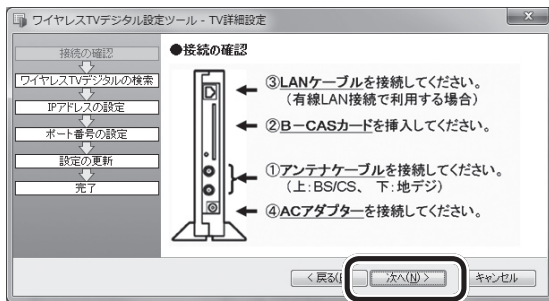 ワイヤレスTVデジタル設定ツール - TV詳細設定
接続の確認
ワイヤレスTVデジタルの検索
IPアドレスの設定
ポート番号の設定
設定の更新
完了
●接続の確認
③LANケーブルを接続してください。
(有線LAN接続で利用する場合)
②B-CASカードを挿入してください。
①アンテナケーブルを接続してください。
(上:BS/CS、 下:地デジ)
④ACアダプターを接続してください。
< 戻る(
次へ(N) >
キャンセル